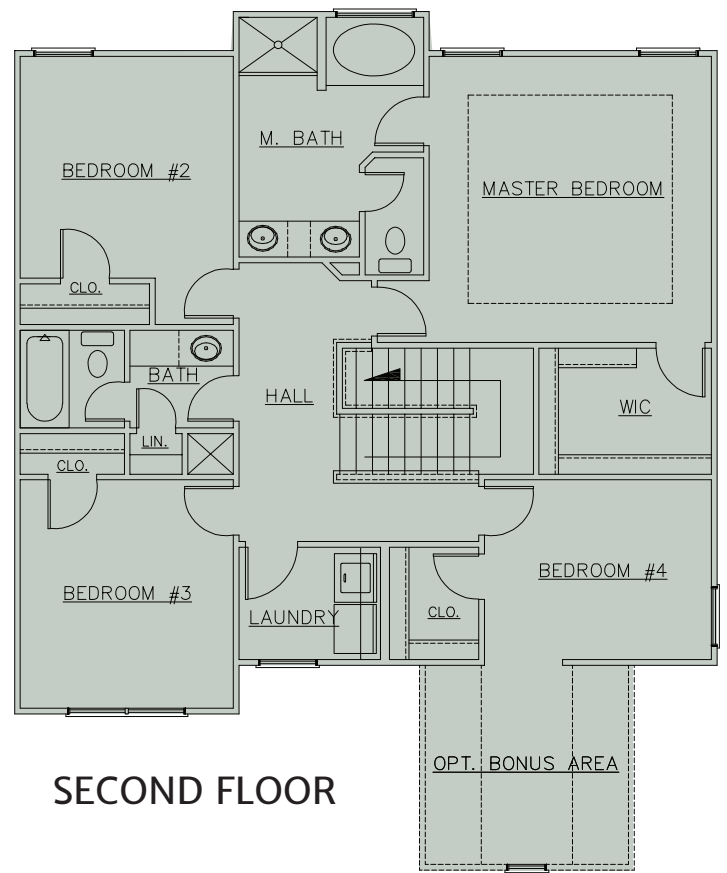 M. BATH
BEDROOM #2
MASTER BEDROOM
CLO.
BATH
HALL
WIC
LIN.
CLO.
BEDROOM #4
BEDROOM #3
CLO.
LAUNDRY
OPT. BONUS AREA
SECOND FLOOR